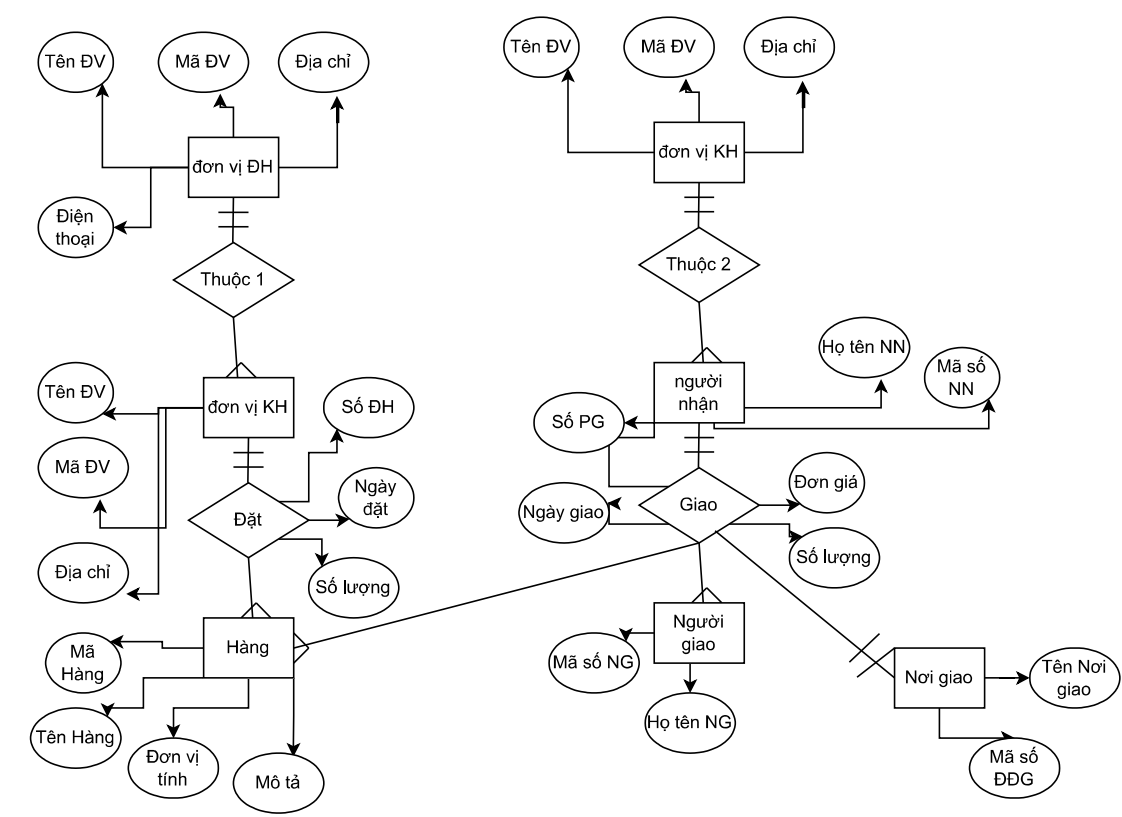 Tên ĐV
Mã ĐV
Địa chỉ
đơn vị ĐH
Điện
thoại
Thuộc 1
Tên ĐV
đơn vị KH
Số ĐH
Mã ĐV
Ngày
đặt
Đặt
Địa chỉ
Số lượng
Hàng
Mã
Hàng
Tên Hàng
Đơn vị
tính
Mô tả
Tên ĐV
Mã ĐV
Địa chỉ
đơn vị KH
Thuộc 2
Họ tên NN
Mã số
NN
người
nhận
Số PG
Đơn giá
Ngày giao
Giao
Số lượng
Người
giao
Mã số NG
Họ tên NG
Nơi giao
Tên Nơi
giao
Mã số
ĐĐG